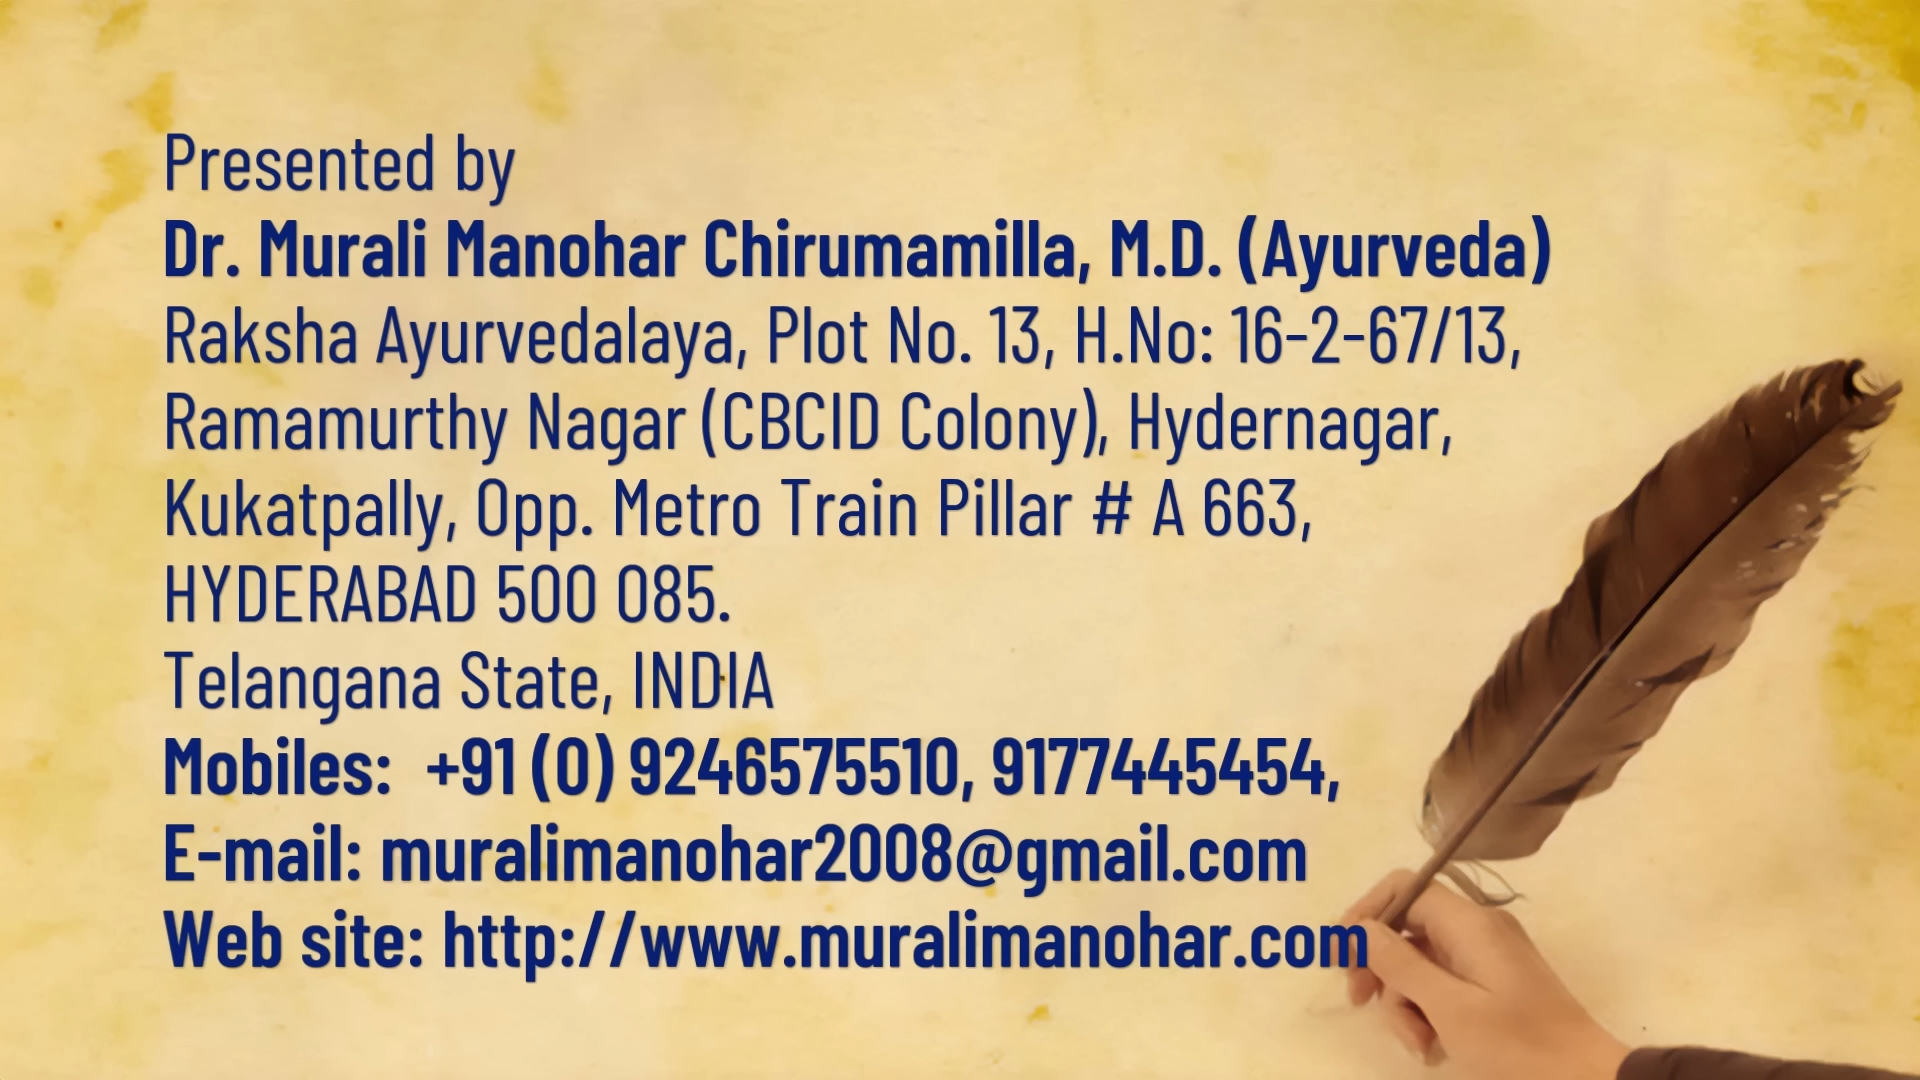 Presented by
Dr. Murali Manohar Chirumamilla, M.D. (Ayurveda)
Raksha Ayurvedalaya, Plot No. 13, H.No: 16-2-67/13,
Ramamurthy Nagar (CBCID Colony), Hydernagar,
Kukatpally, Opp. Metro Train Pillar # A 663,
HYDERABAD 500 085.
Telangana State, INDIA
Mobiles:  +91 (0) 9246575510, 9177445454,
E-mail: muralimanohar2008@gmail.com
Web site: http://www.muralimanohar.com